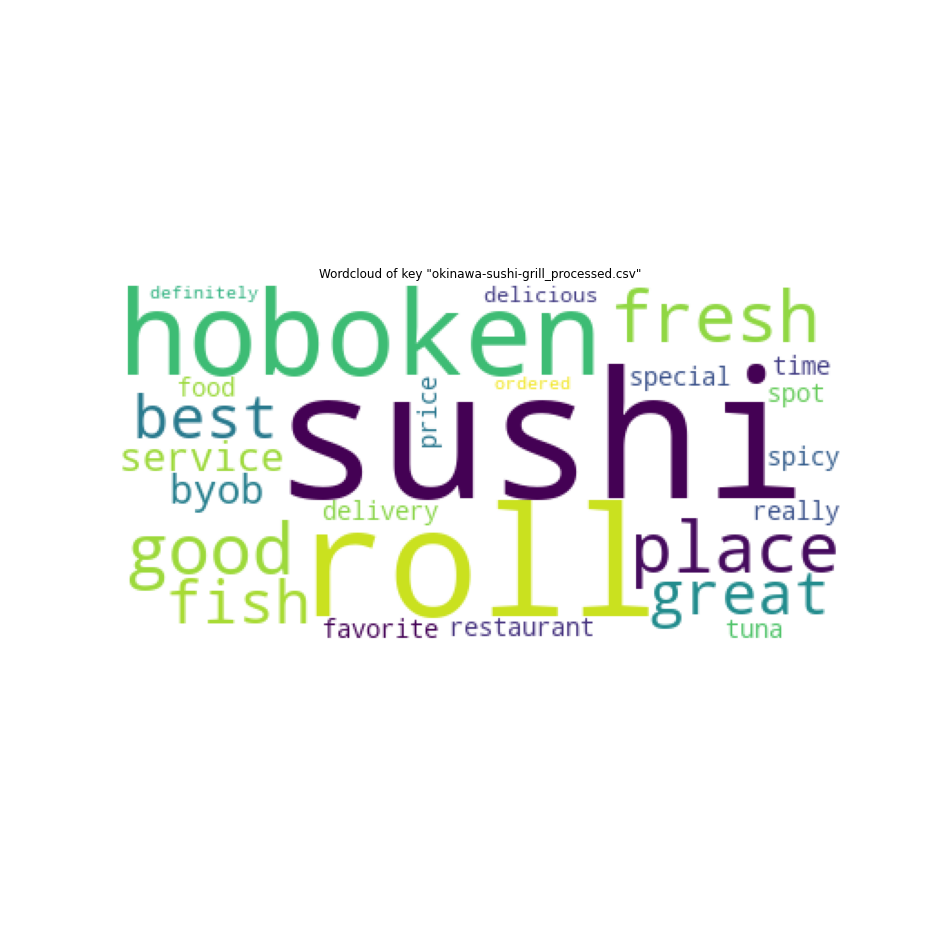 Wordcloud of key "okinawa-sushi-grill_processed.csv"
definitely
delicious
hoboken
fresh
time
special
food
price
ordered
spot
best
sushi
service
spicy
byob
delivery
really
roll
good
place
fish
great
favorite
restaurant
tuna